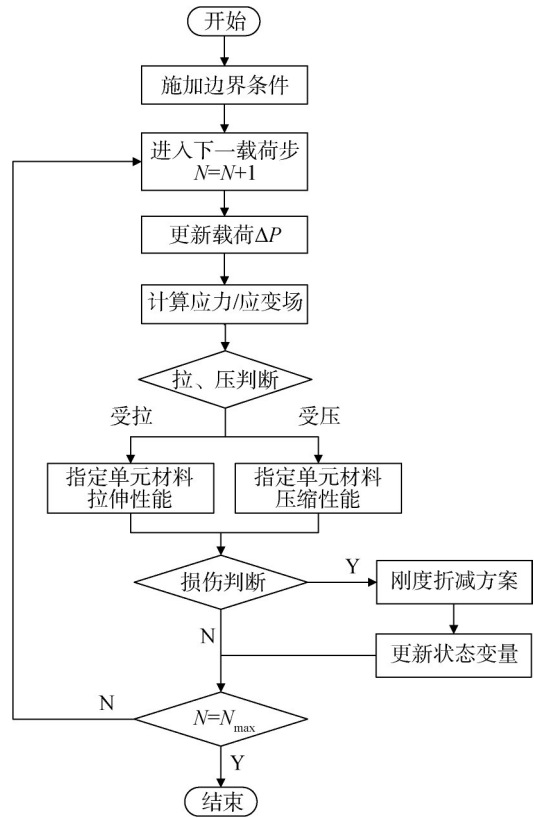 开始
施加边界条件
进入下一载荷步
N=N+1
更新载荷ΔP
计算应力/应变场
拉、压判断
受拉
受压
指定单元材料
拉伸性能
指定单元材料
压缩性能
损伤判断
Y
刚度折减方案
N
更新状态变量
N
N=Nmax
Y
结束